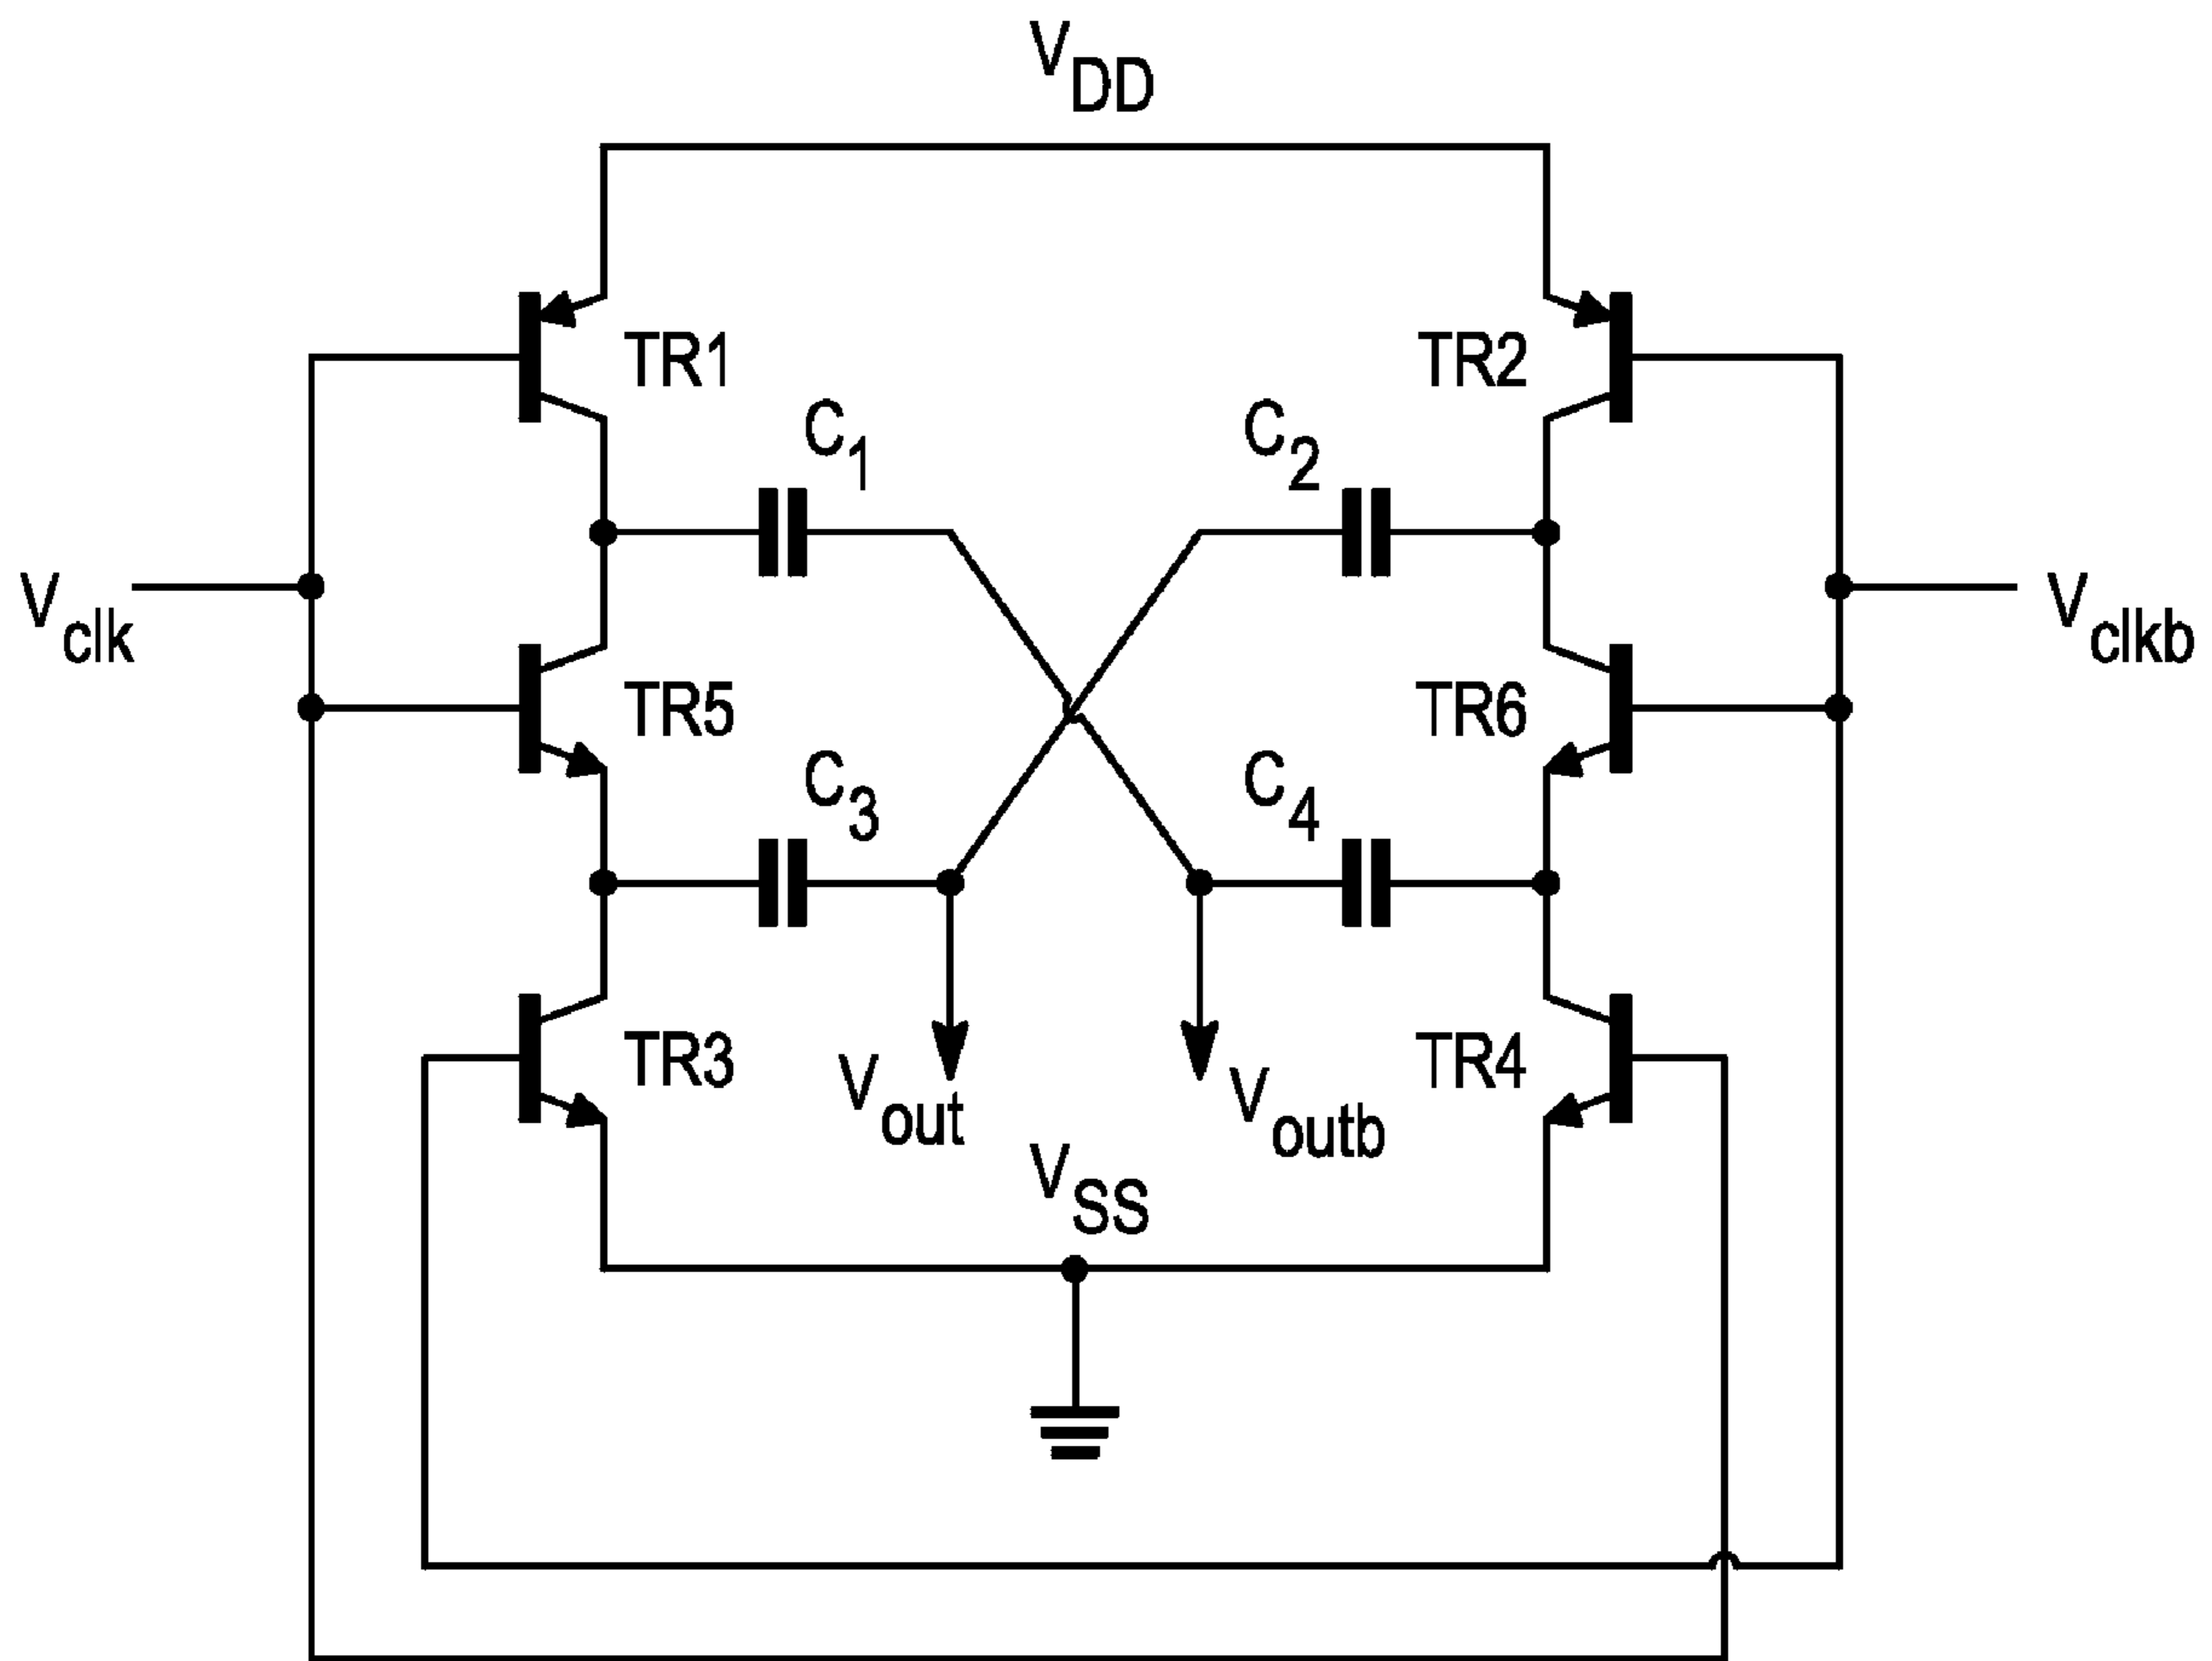 VDD
TR1
TR2
C1
C2
Vclk
Vclkb
TR5
TR6
C3
C4
TR3
TR4
Vout
Voutb
VSS